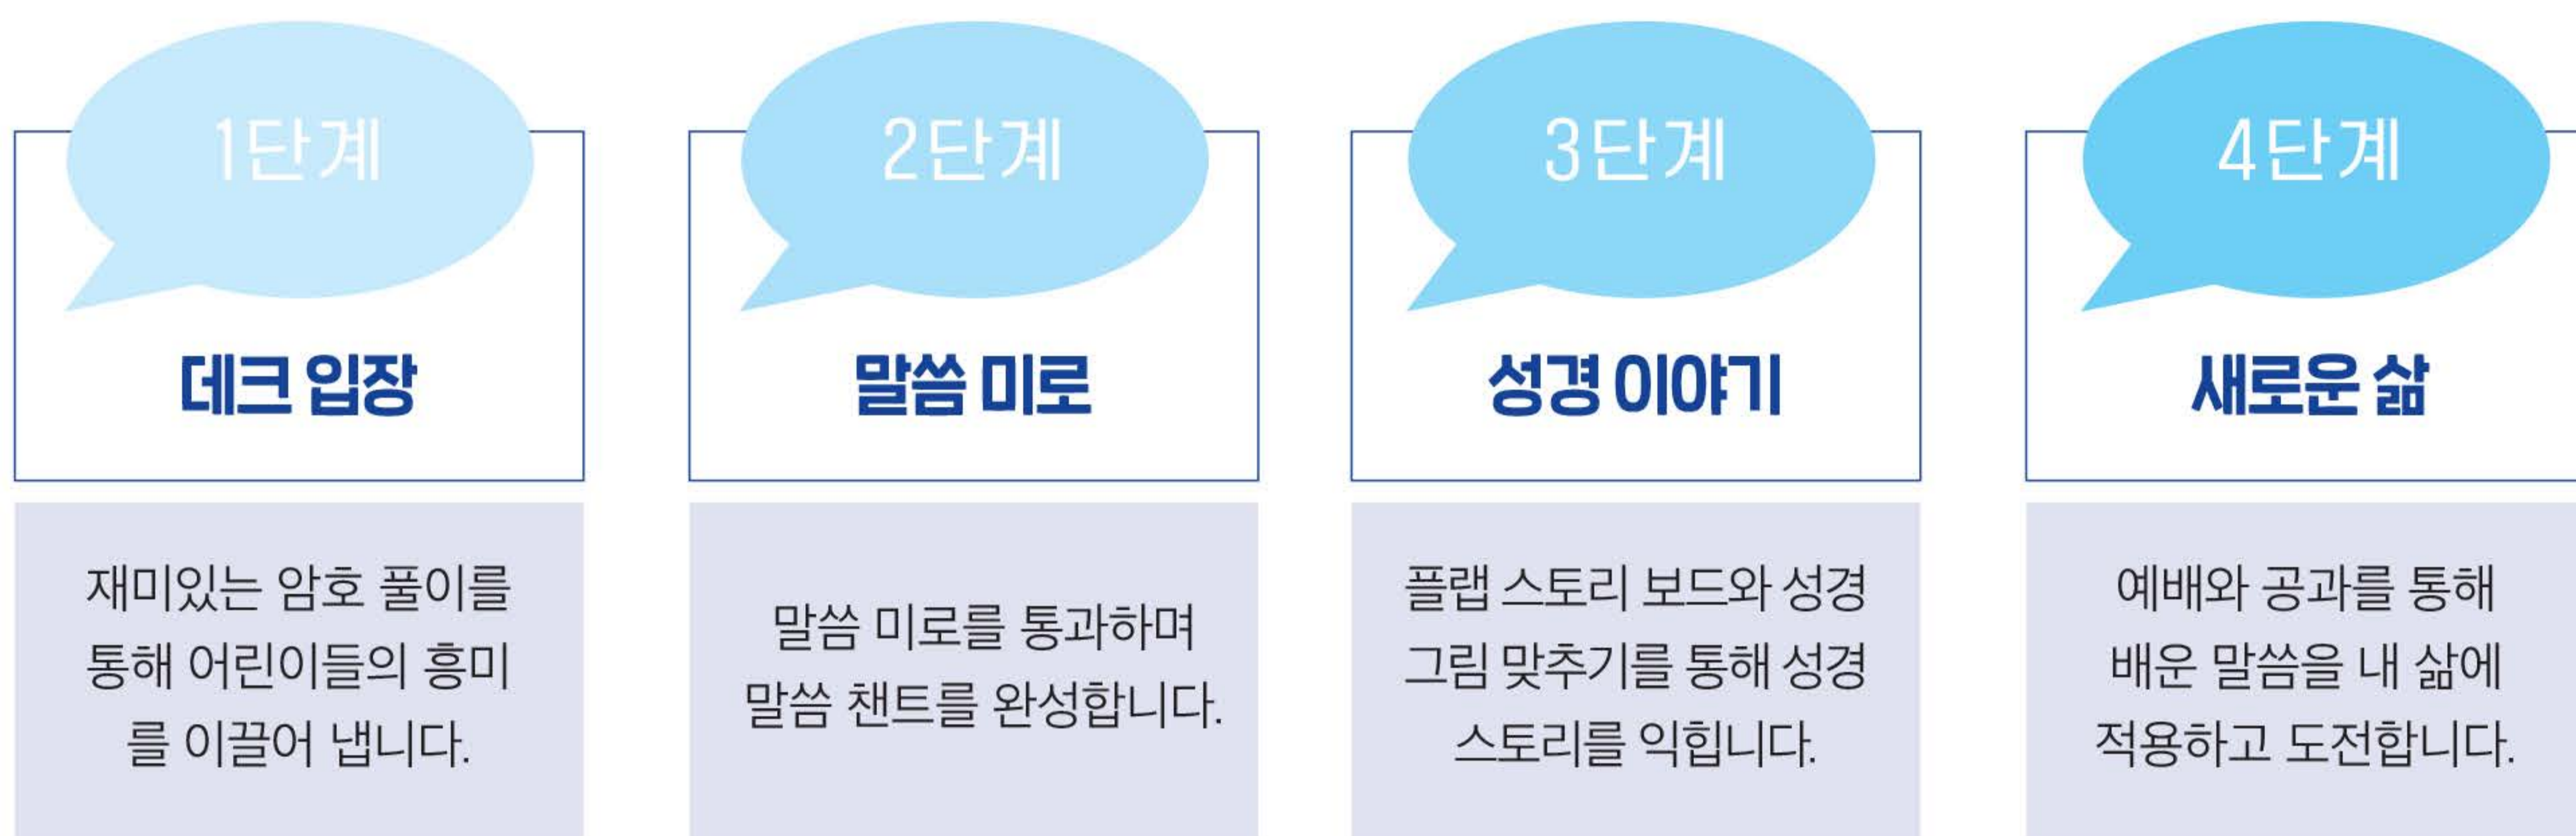 1단계
데크 입장
재미있는 암호 풀이를
통해 어린이들의 흥미
를 이끌어 냅니다.
2단계
말씀 미로
말씀 미로를 통과하며
말씀 챈트를 완성합니다.
3단계
성경 이야기
플랩 스토리 보드와 성경
그림 맞추기를 통해 성경
스토리를 익힙니다.
4단계
새로운 삶
예배와 공과를 통해
배운 말씀을 내 삶에
적용하고 도전합니다.